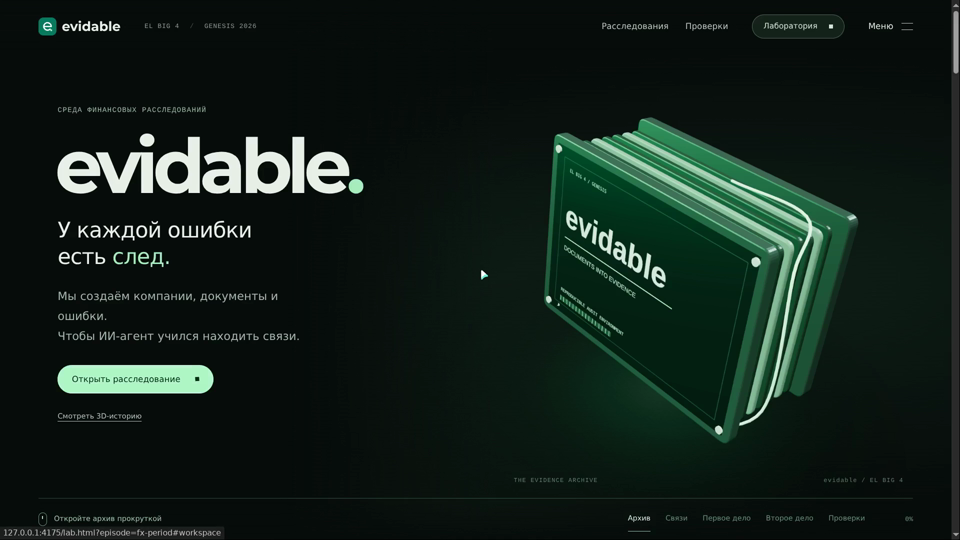 evidable
EL BIG 4 / GENESIS 2026
Расследования
Проверки
Лаборатория
Меню
СРЕДА ФИНАНСОВЫХ РАССЛЕДОВАНИЙ
evidable.
У каждой ошибки
есть след.
Мы создаём компании, документы и
ошибки.
Чтобы ИИ-агент учился находить связи.
Открыть расследование
Смотреть 3D-историю
EL BIG 4 / GENESIS
evidable
DOCUMENTS INTO EVIDENCE
REPRODUCIBLE AUDIT ENVIRONMENT
THE EVIDENCE ARCHIVE
evidable / EL BIG 4
Откройте архив прокруткой
Архив
Связи
Первое дело
Второе дело
Проверки
0%
127.0.0.1:4175/lab.html?episode=fx-period#workspace